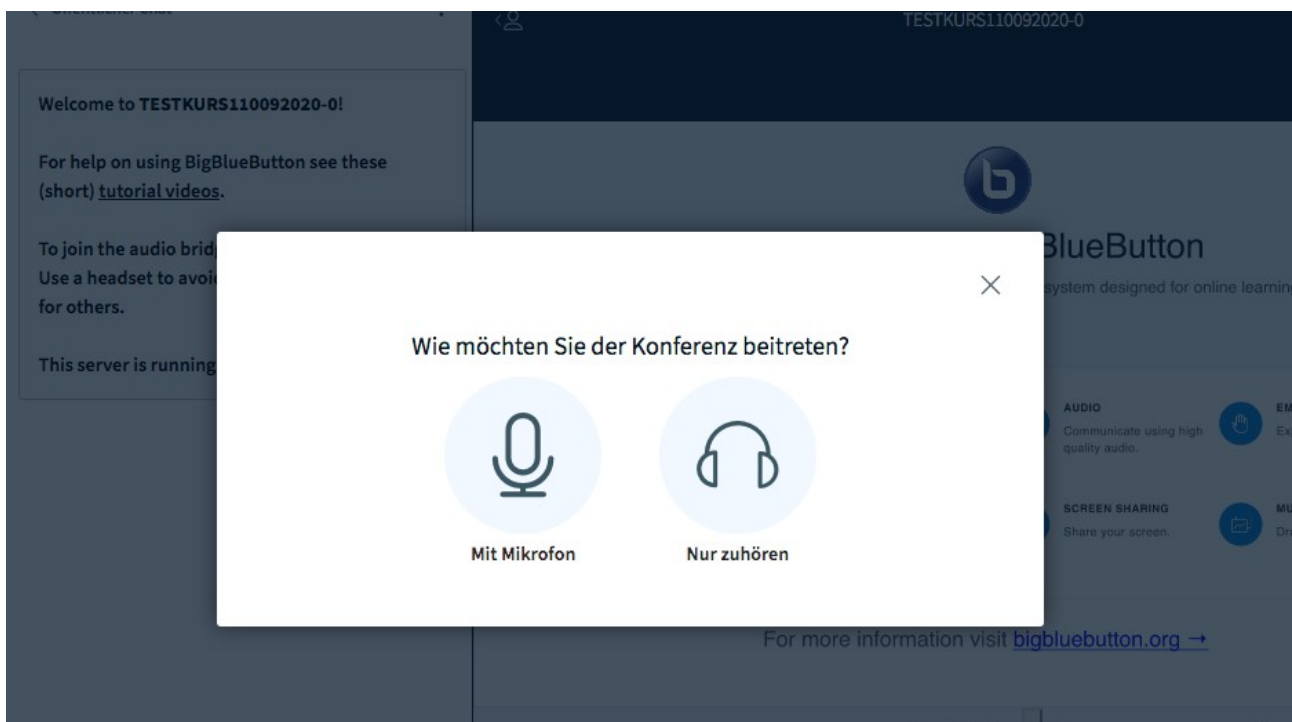 TESTKURS110092020-0
Welcome to TESTKURS110092020-0!
For help on using BigBlueButton see these
(short) tutorial videos.
To join the audio
Use a headset to
for others.
This server is running
BlueButton
system designed for online learning
Wie möchten Sie der Konferenz beitreten?
Mit Mikrofon
Nur zuhören
AUDIO
Communicate using high
quality audio.
SCREEN SHARING
Share your screen.
For more information visit bigbluebutton.org →